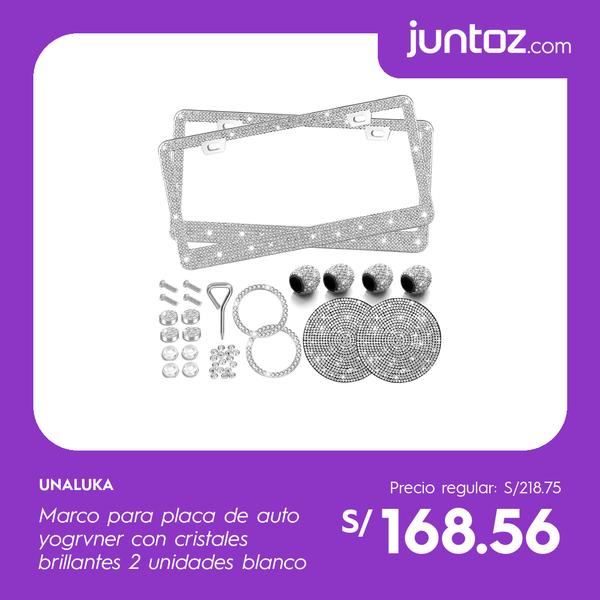 juntoz.com
UNALUKA
Marco para placa de auto
yogrvner con cristales
brillantes 2 unidades blanco
Precio regular: S/218.75
S/168.56